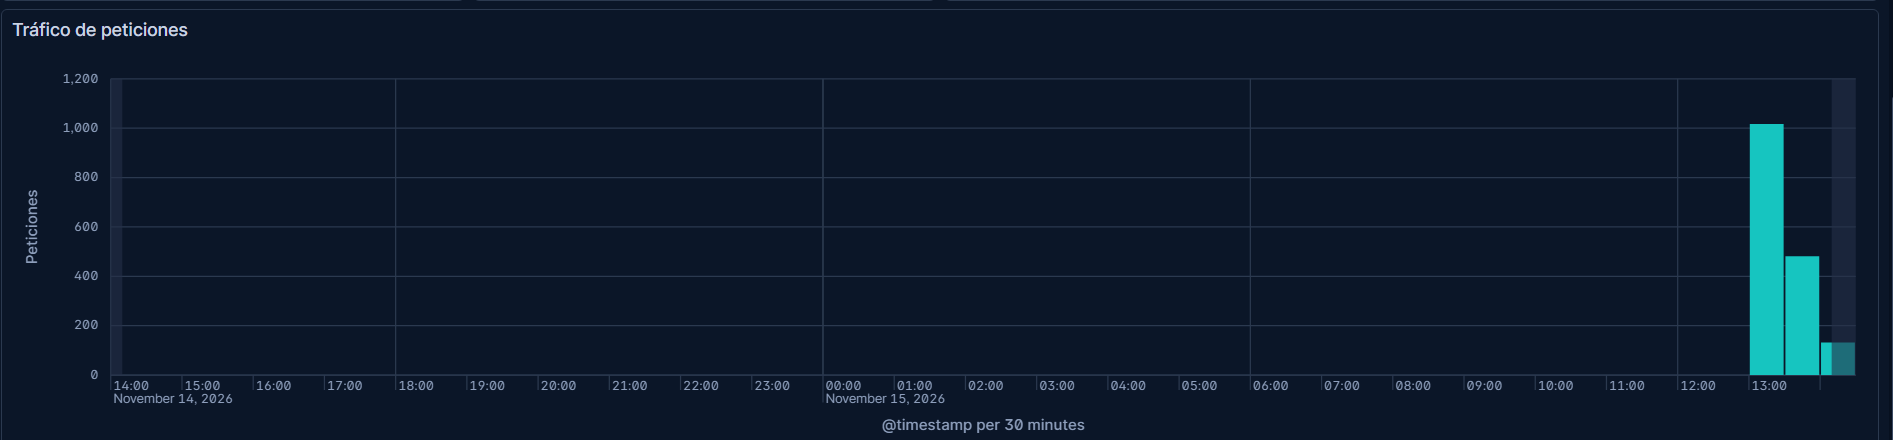 Tráfico de peticiones
1,200
1,000
800
600
400
200
0
Peticiones
14:00 15:00 16:00 17:00 18:00 19:00 20:00 21:00 22:00 23:00 00:00 01:00 02:00 03:00 04:00 05:00 06:00 07:00 08:00 09:00 10:00 11:00 12:00 13:00
November 14, 2026 November 15, 2026
@timestamp per 30 minutes